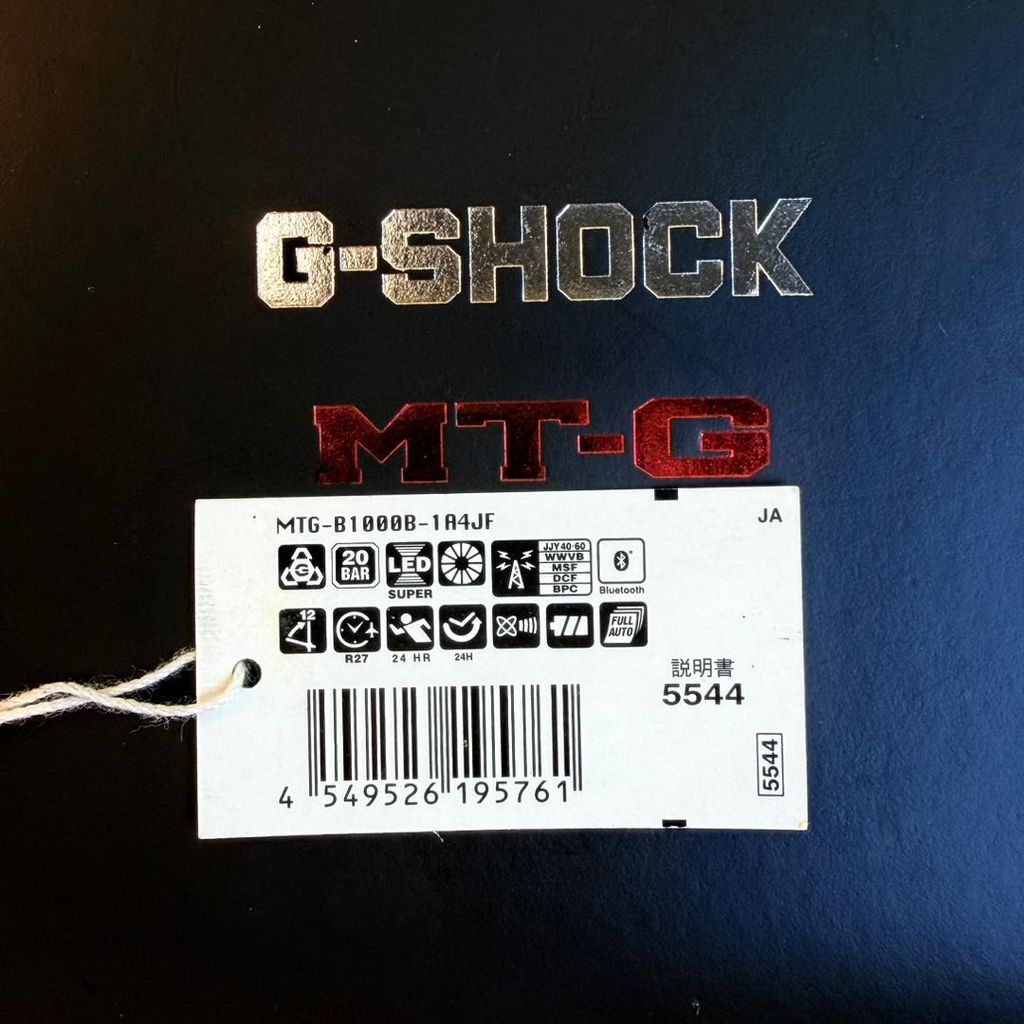 G-SHOCK
MT-G
MTG-B1000B-1A4JF
JA
20
BAR
LED
SUPER
JJY40·60
WWVB
MSF
DCF
BPC
Bluetooth
12
R27
24 HR
24H
FULL
AUTO
説明書
5544
5544
4 549526 195761